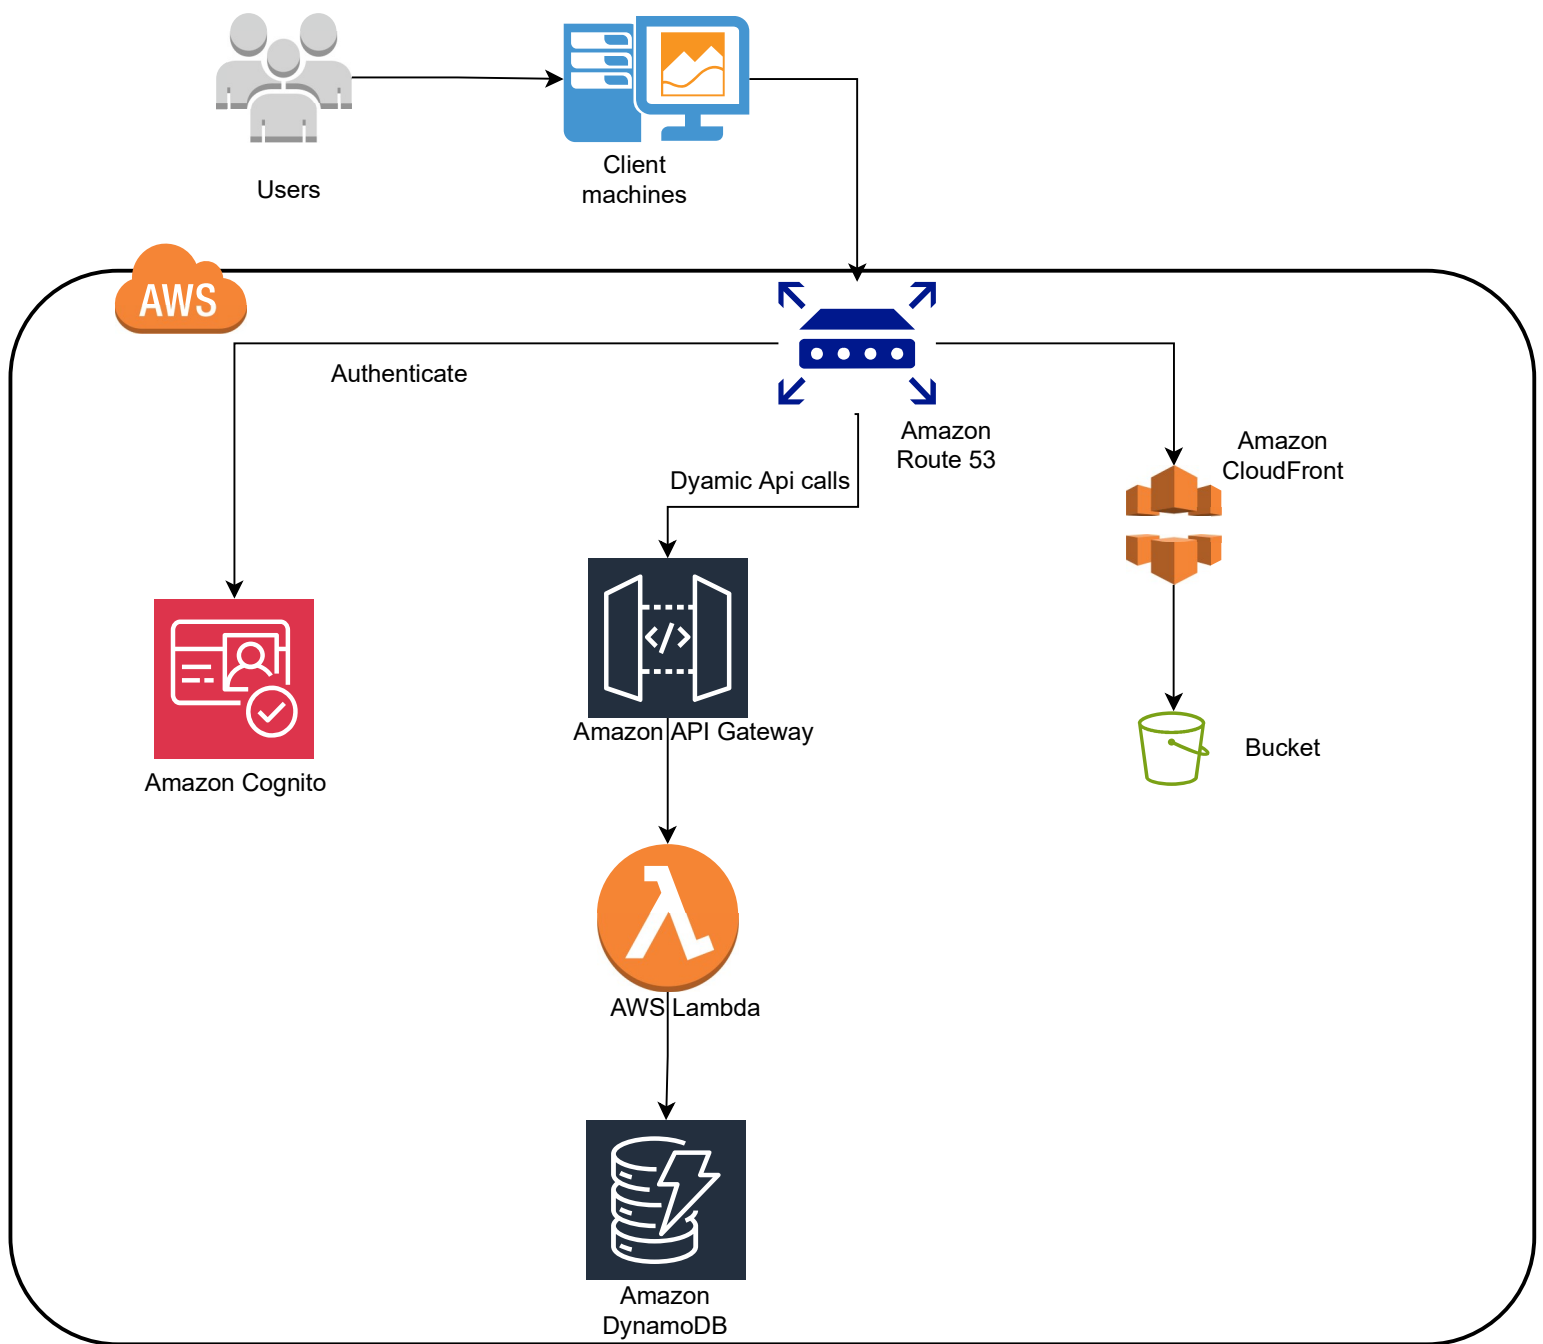 Users
Client
machines
AWS
Authenticate
Amazon
Route 53
Amazon
CloudFront
Dyamic Api calls
Amazon API Gateway
Bucket
Amazon Cognito
AWS Lambda
Amazon
DynamoDB